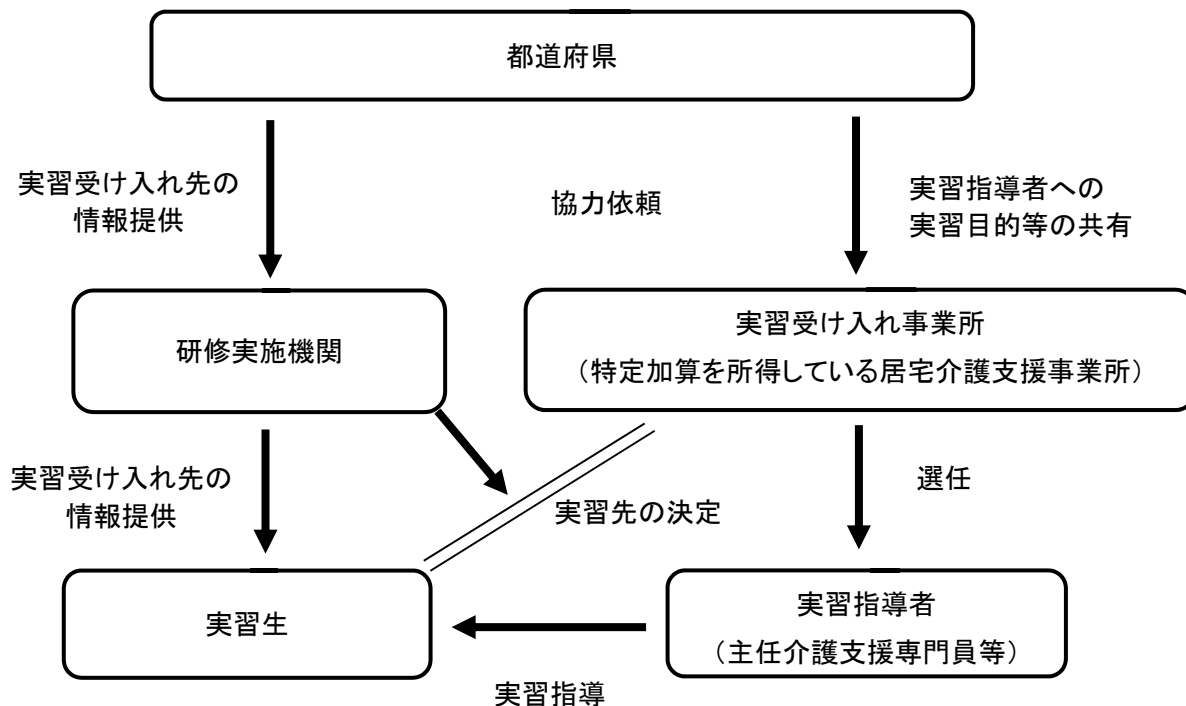 都道府県
実習受け入れ先の
情報提供
協力依頼
実習指導者への
実習目的等の共有
研修実施機関
実習受け入れ事業所
（特定加算を所得している居宅介護支援事業所）
実習受け入れ先の
情報提供
選任
実習先の決定
実習生
実習指導者
（主任介護支援専門員等）
実習指導